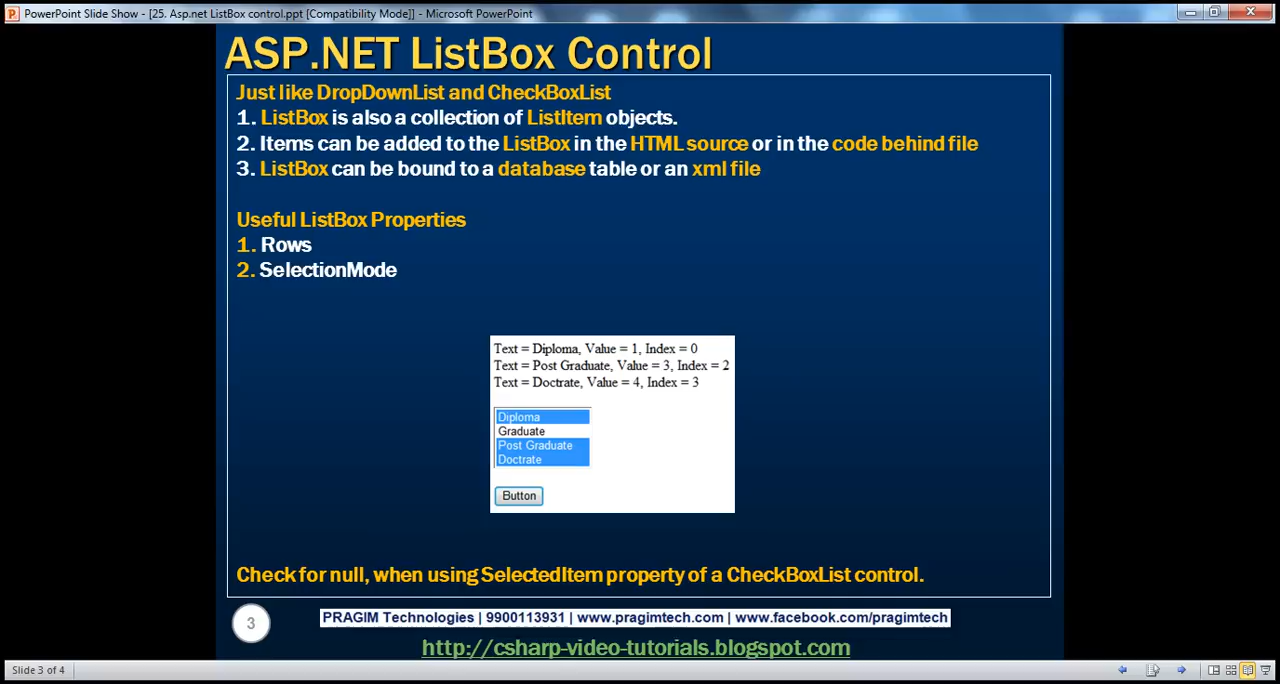 PowerPoint Slide Show - [25. Asp.net ListBox control.ppt [Compatibility Mode]] - Microsoft PowerPoint
ASP.NET ListBox Control
Just like DropDownList and CheckBoxList
1. ListBox is also a collection of ListItem objects.
2. Items can be added to the ListBox in the HTML source or in the code behind file
3. ListBox can be bound to a database table or an xml file
Useful ListBox Properties
1. Rows
2. SelectionMode
Text = Diploma, Value = 1, Index = 0
Text = Post Graduate, Value = 3, Index = 2
Text = Doctrate, Value = 4, Index = 3
Diploma
Graduate
Post Graduate
Doctrate
Button
Check for null, when using SelectedItem property of a CheckBoxList control.
3
PRAGIM Technologies | 9900113931 | www.pragimtech.com | www.facebook.com/pragimtech
http://csharp-video-tutorials.blogspot.com
Slide 3 of 4